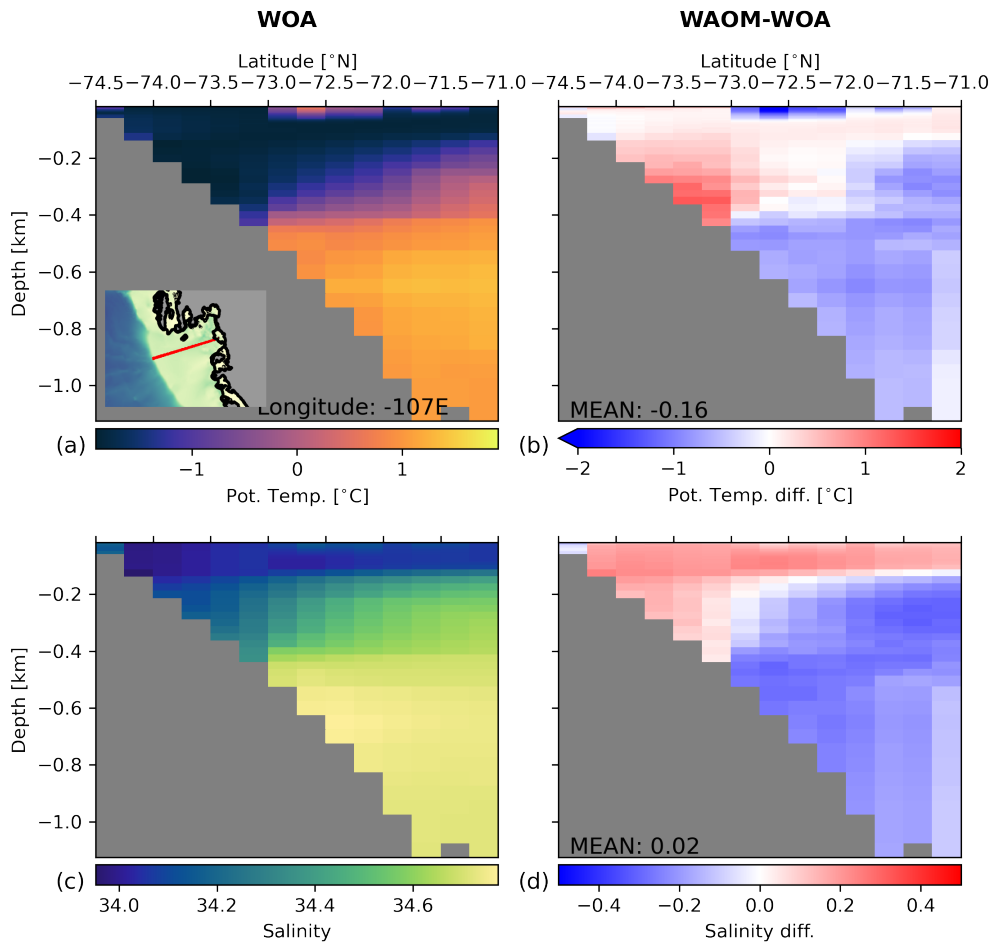 WOA WAOM-WOA
Latitude [°N] Latitude [°N]
−74.5−74.0−73.5−73.0−72.5−72.0−71.5−71.0 −74.5−74.0−73.5−73.0−72.5−72.0−71.5−71.0
Depth [km]
−0.2
−0.4
−0.6
−0.8
−1.0
Longitude: -107E
MEAN: -0.16
(a) (b)
−1 0 1
−2 −1 0 1 2
Pot. Temp. [°C] Pot. Temp. diff. [°C]
Depth [km]
−0.2
−0.4
−0.6
−0.8
−1.0
MEAN: 0.02
(c) (d)
34.0 34.2 34.4 34.6
−0.4 −0.2 0.0 0.2 0.4
Salinity Salinity diff.